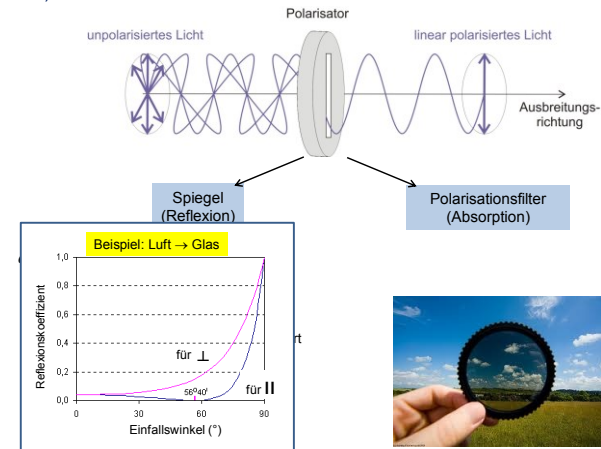 Polarisator
unpolarisiertes Licht
linear polarisiertes Licht
Ausbreitungs-
richtung
Spiegel
(Reflexion)
Polarisationsfilter
(Absorption)
Beispiel: Luft → Glas
Reflexionskoeffizient
1,0
0,8
0,6
0,4
0,2
0,0
für ⊥
für II
56°40'
0
30
60
90
Einfallswinkel (°)
rt